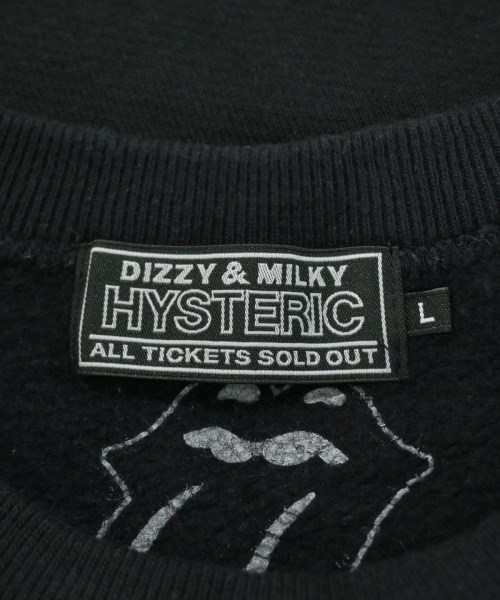 DIZZY & MILKY
HYSTERIC
ALL TICKETS SOLD OUT
L